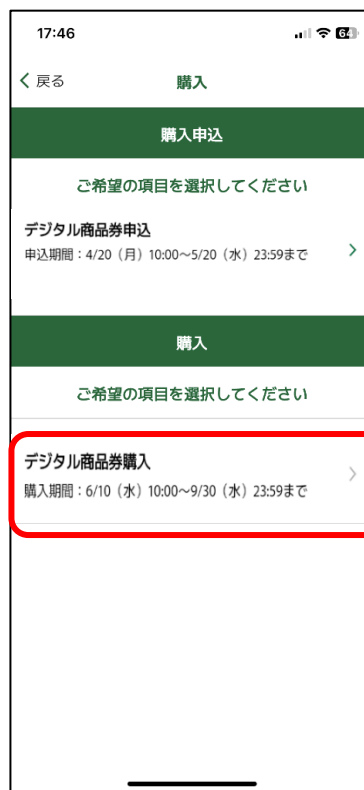 17:46
64
戻る
購入
購入申込
ご希望の項目を選択してください
デジタル商品券申込
申込期間：4/20（月）10:00～5/20（水）23:59まで
購入
ご希望の項目を選択してください
デジタル商品券購入
購入期間：6/10（水）10:00～9/30（水）23:59まで